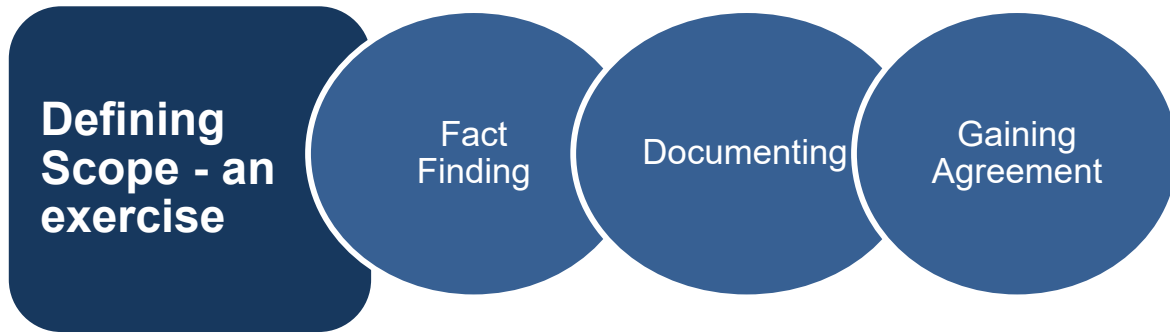 Defining
Scope - an
exercise
Fact
Finding
Documenting
Gaining
Agreement